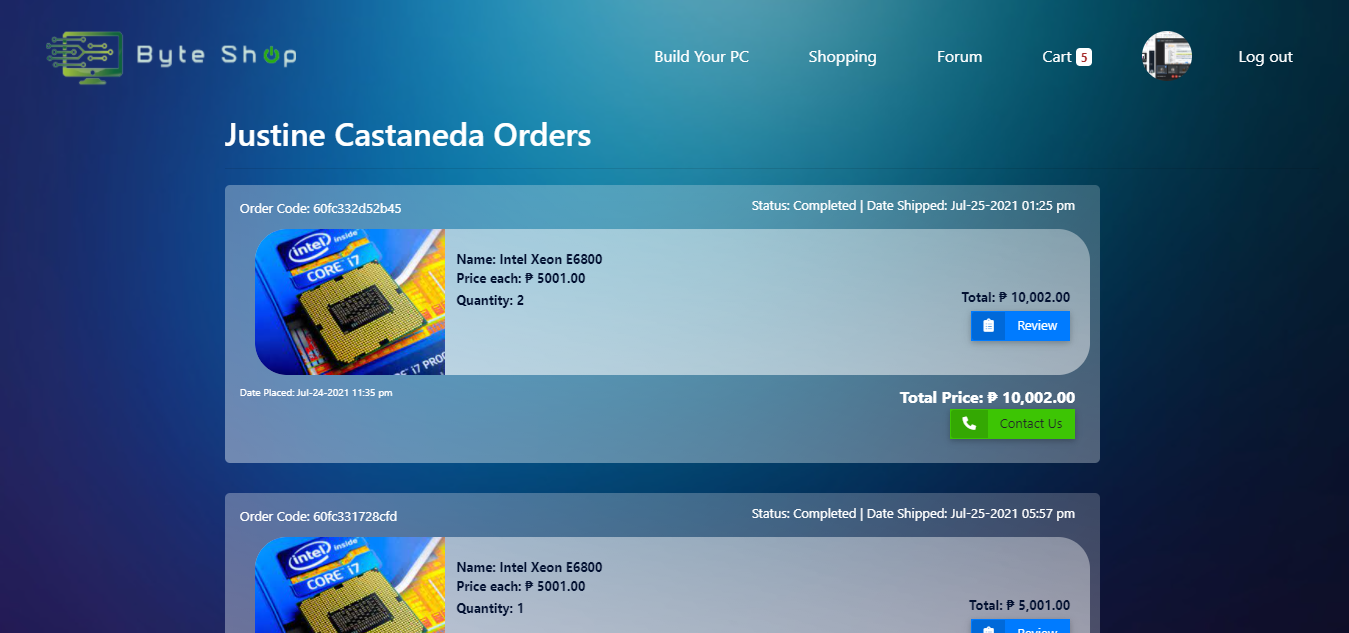 Byte Shop
Build Your PC
Shopping
Forum
Cart 5
Log out
Justine Castaneda Orders
Order Code: 60fc332d52b45
Status: Completed | Date Shipped: Jul-25-2021 01:25 pm
intel inside
CORE i7
i7 PROC
Name: Intel Xeon E6800
Price each: ₱ 5001.00
Quantity: 2
Total: ₱ 10,002.00
Review
Date Placed: Jul-24-2021 11:35 pm
Total Price: ₱ 10,002.00
Contact Us
Order Code: 60fc331728cfd
Status: Completed | Date Shipped: Jul-25-2021 05:57 pm
intel inside
CORE i7
Name: Intel Xeon E6800
Price each: ₱ 5001.00
Quantity: 1
Total: ₱ 5,001.00
Review